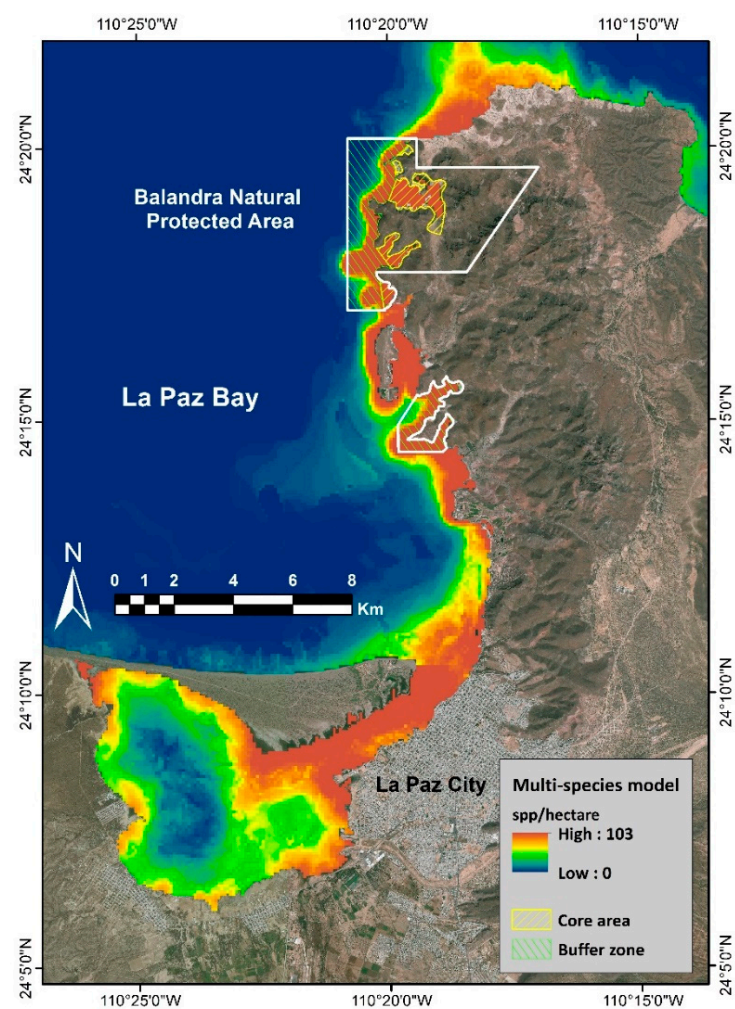 110°25'0"W
110°20'0"W
110°15'0"W
24°20'0"N
24°20'0"N
Balandra Natural
Protected Area
La Paz Bay
24°15'0"N
24°15'0"N
N
0 1 2 4 6 8
Km
24°10'0"N
24°10'0"N
La Paz City
Multi-species model
spp/hectare
High : 103
Low : 0
Core area
Buffer zone
24°5'0"N
24°5'0"N
110°25'0"W
110°20'0"W
110°15'0"W